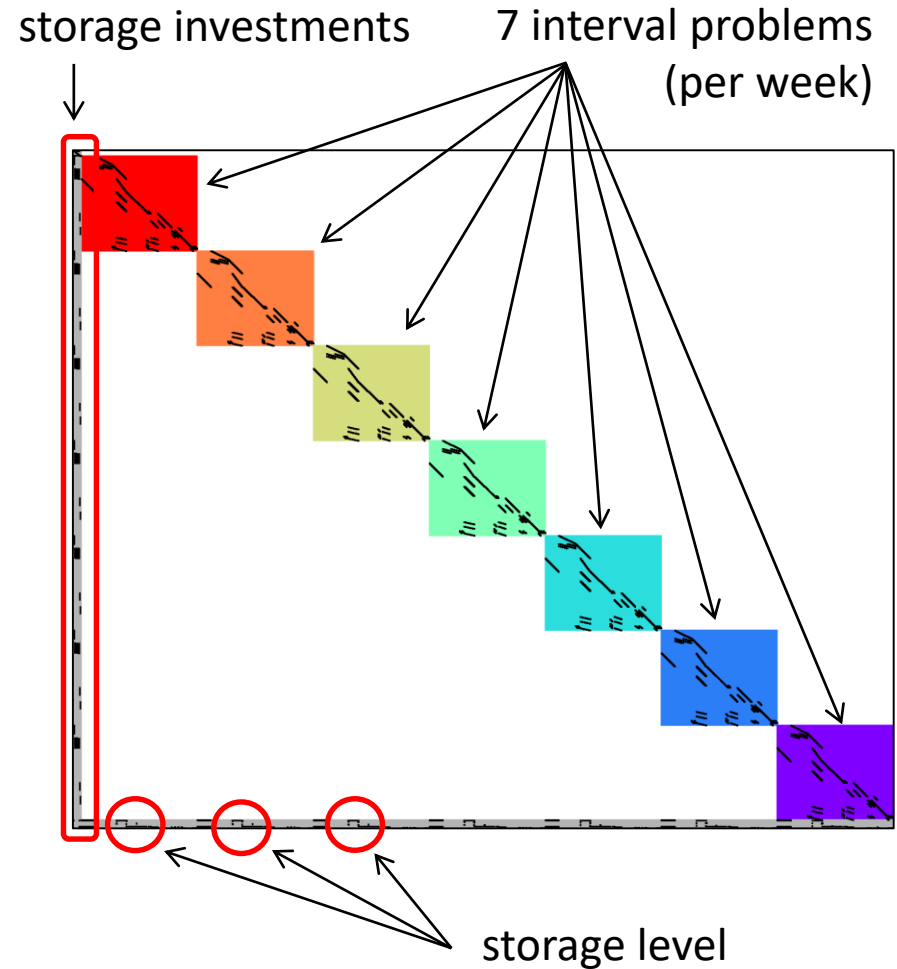 storage investments
7 interval problems
(per week)
storage level